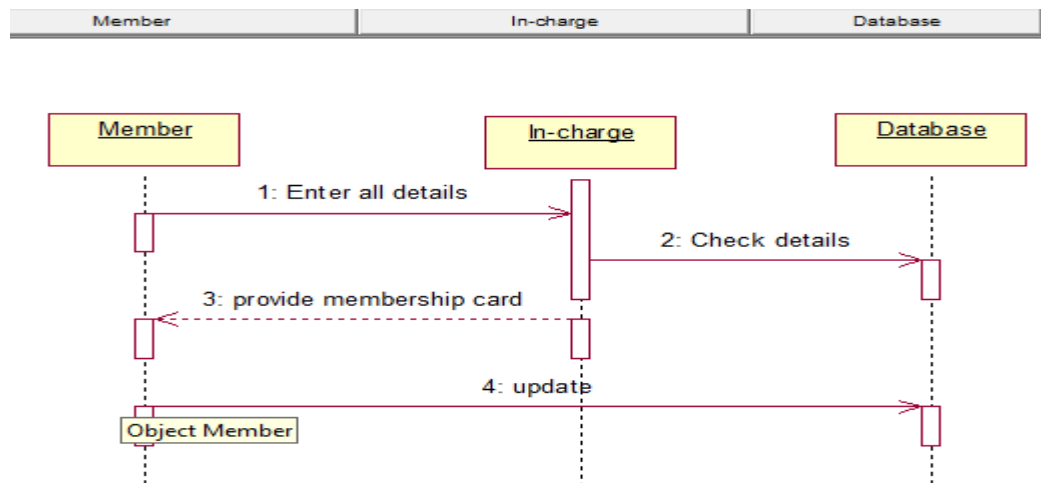 Member In-charge Database
Member In-charge Database
1: Enter all details
2: Check details
3: provide membership card
4: update
Object Member